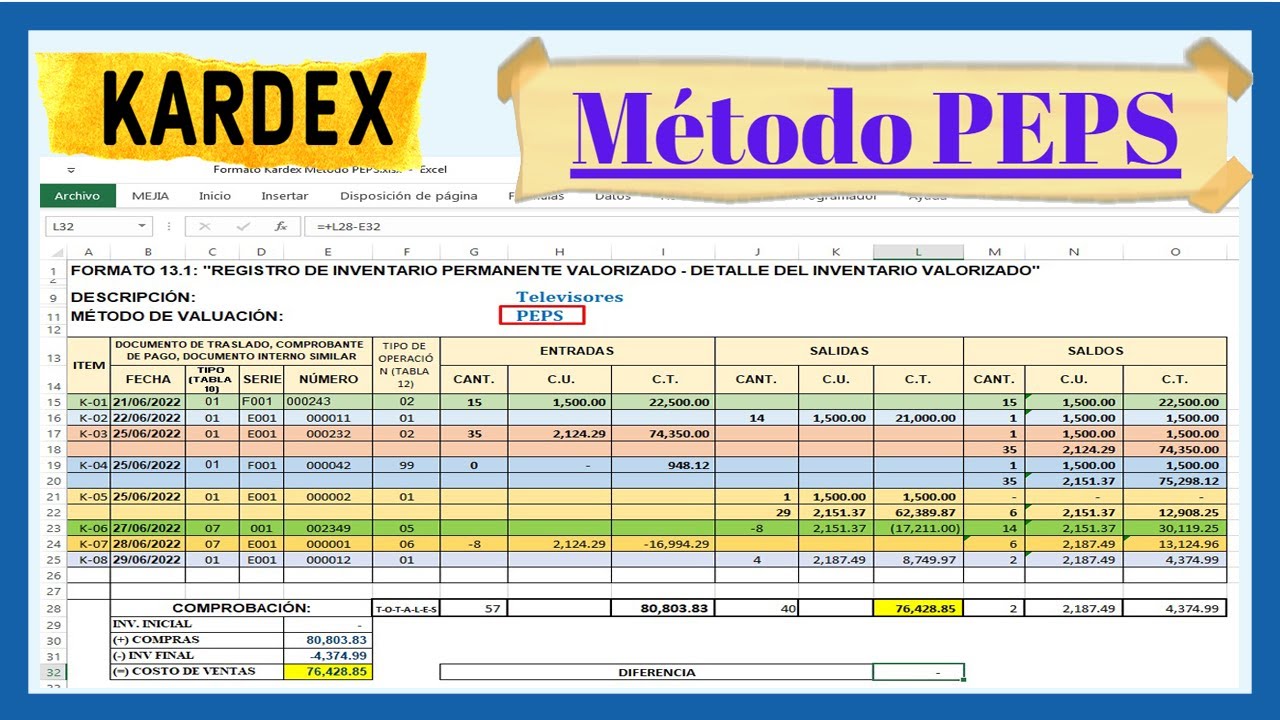 KARDEX
Método PEPS
Formato Kardex Método PEPS.xlsx - Excel
Archivo MEJIA Inicio Insertar Disposición de página Datos Ayuda
L32 fx =+L28-E32
A B C D E F G H I J K L M N O
1 FORMATO 13.1: "REGISTRO DE INVENTARIO PERMANENTE VALORIZADO - DETALLE DEL INVENTARIO VALORIZADO"
2
9 DESCRIPCIÓN: Televisores
11 MÉTODO DE VALUACIÓN: PEPS
12
13 ITEM DOCUMENTO DE TRASLADO, COMPROBANTE DE PAGO, DOCUMENTO INTERNO SIMILAR TIPO DE OPERACIÓ N (TABLA 12) ENTRADAS SALIDAS SALDOS
14 FECHA TIPO (TABLA 10) SERIE NÚMERO CANT. C.U. C.T. CANT. C.U. C.T. CANT. C.U. C.T.
15 K-01 21/06/2022 01 F001 000243 02 15 1,500.00 22,500.00 15 1,500.00 22,500.00
16 K-02 22/06/2022 01 E001 000011 01 14 1,500.00 21,000.00 1 1,500.00 1,500.00
17 K-03 25/06/2022 01 E001 000232 02 35 2,124.29 74,350.00 1 1,500.00 1,500.00
18 35 2,124.29 74,350.00
19 K-04 25/06/2022 01 F001 000042 99 0 - 948.12 1 1,500.00 1,500.00
20 35 2,151.37 75,298.12
21 K-05 25/06/2022 01 E001 000002 01 1 1,500.00 1,500.00 - - -
22 29 2,151.37 62,389.87 6 2,151.37 12,908.25
23 K-06 27/06/2022 07 001 002349 05 -8 2,151.37 (17,211.00) 14 2,151.37 30,119.25
24 K-07 28/06/2022 07 E001 000001 06 -8 2,124.29 -16,994.29 6 2,187.49 13,124.96
25 K-08 29/06/2022 01 E001 000012 01 4 2,187.49 8,749.97 2 2,187.49 4,374.99
26
27
28 COMPROBACIÓN: T-O-T-A-L-E-S 57 80,803.83 40 76,428.85 2 2,187.49 4,374.99
29 INV. INICIAL -
30 (+) COMPRAS 80,803.83
31 (-) INV FINAL -4,374.99
32 (=) COSTO DE VENTAS 76,428.85 DIFERENCIA -